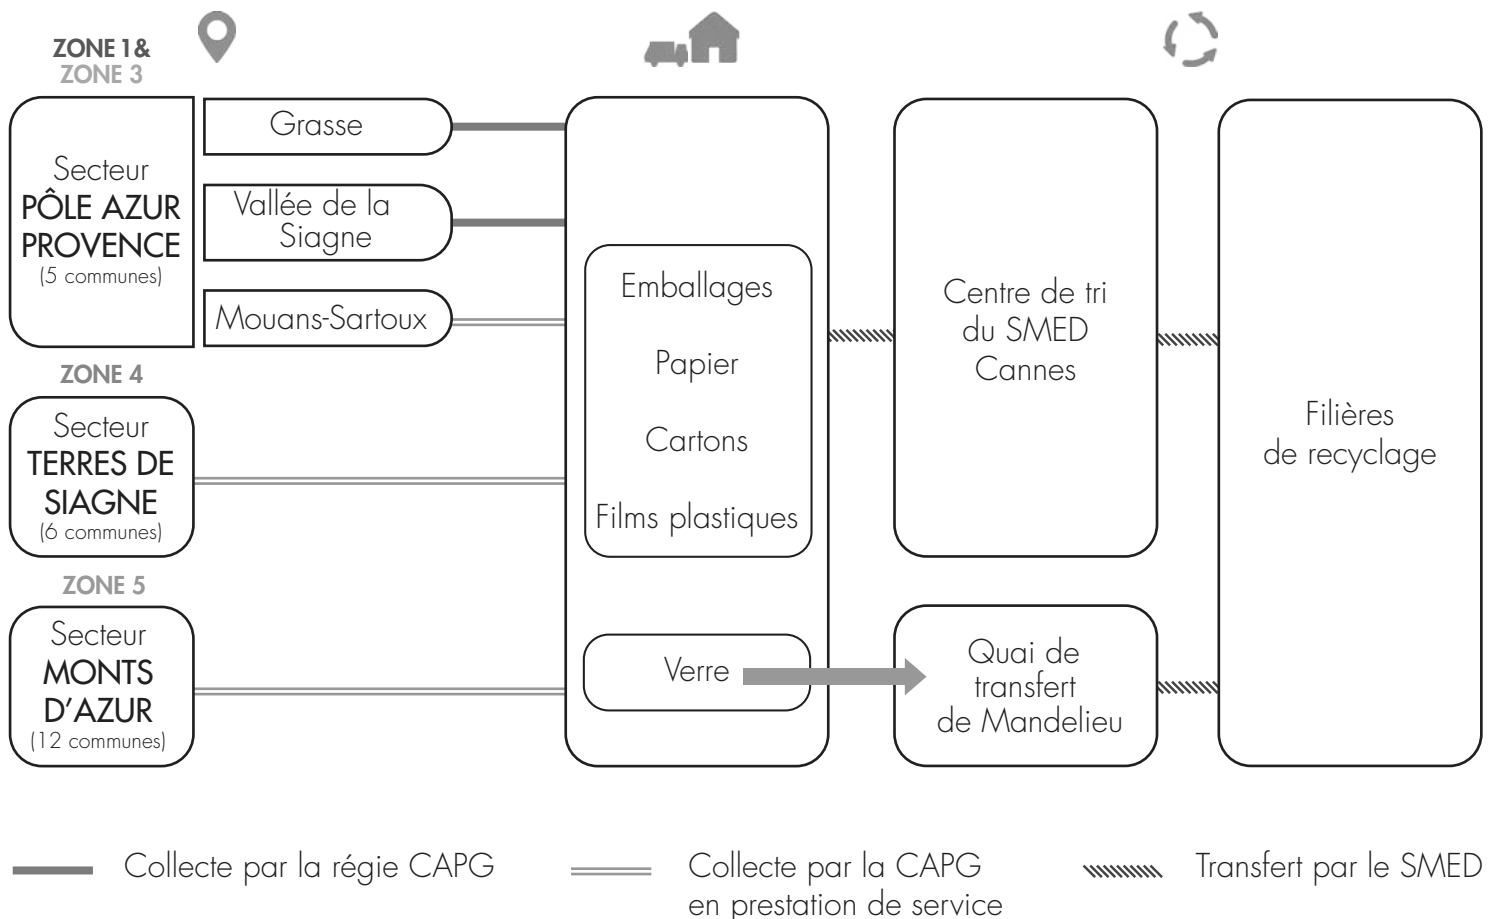 ZONE 1&
ZONE 3
Secteur
PÔLE AZUR
PROVENCE
(5 communes)
Grasse
Vallée de la
Siagne
Mouans-Sartoux
ZONE 4
Secteur
TERRES DE
SIAGNE
(6 communes)
ZONE 5
Secteur
MONTS
D'AZUR
(12 communes)
Emballages
Papier
Cartons
Films plastiques
Verre
Centre de tri
du SMED
Cannes
Quai de
transfert
de Mandelieu
Filières
de recyclage
Collecte par la régie CAPG
Collecte par la CAPG
en prestation de service
Transfert par le SMED